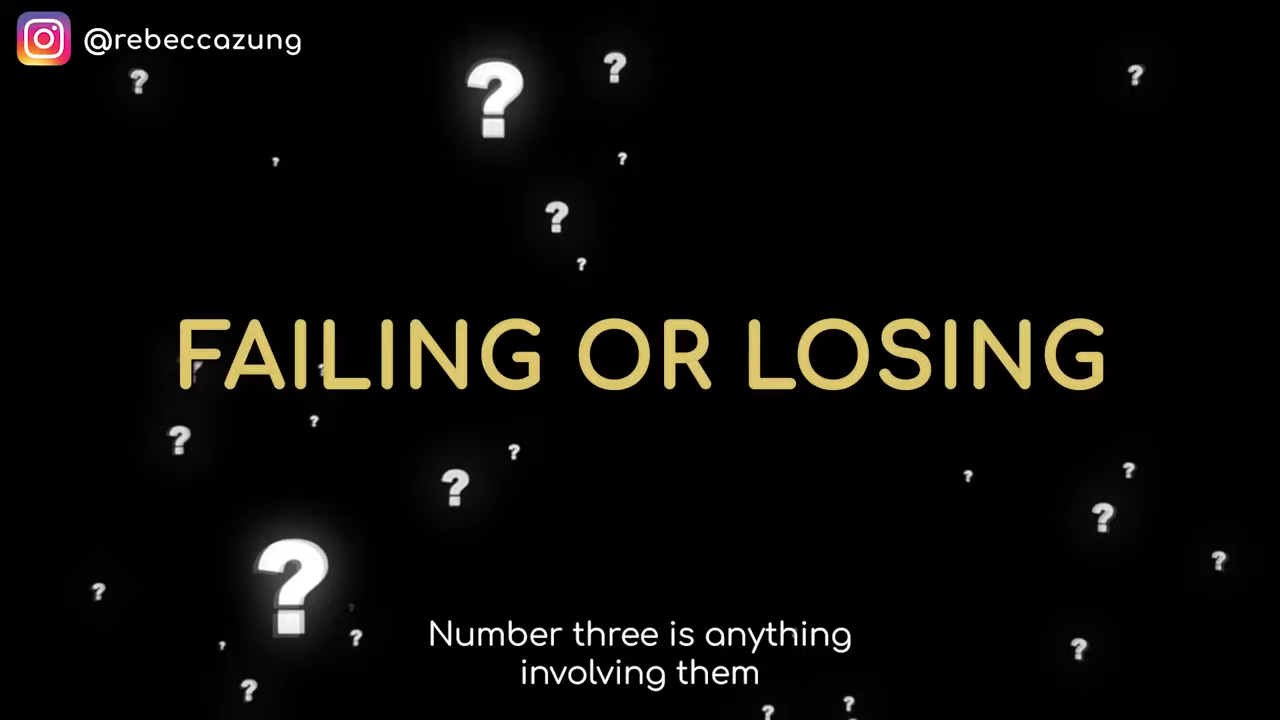 @rebeccazung
FAILING OR LOSING
Number three is anything
involving them